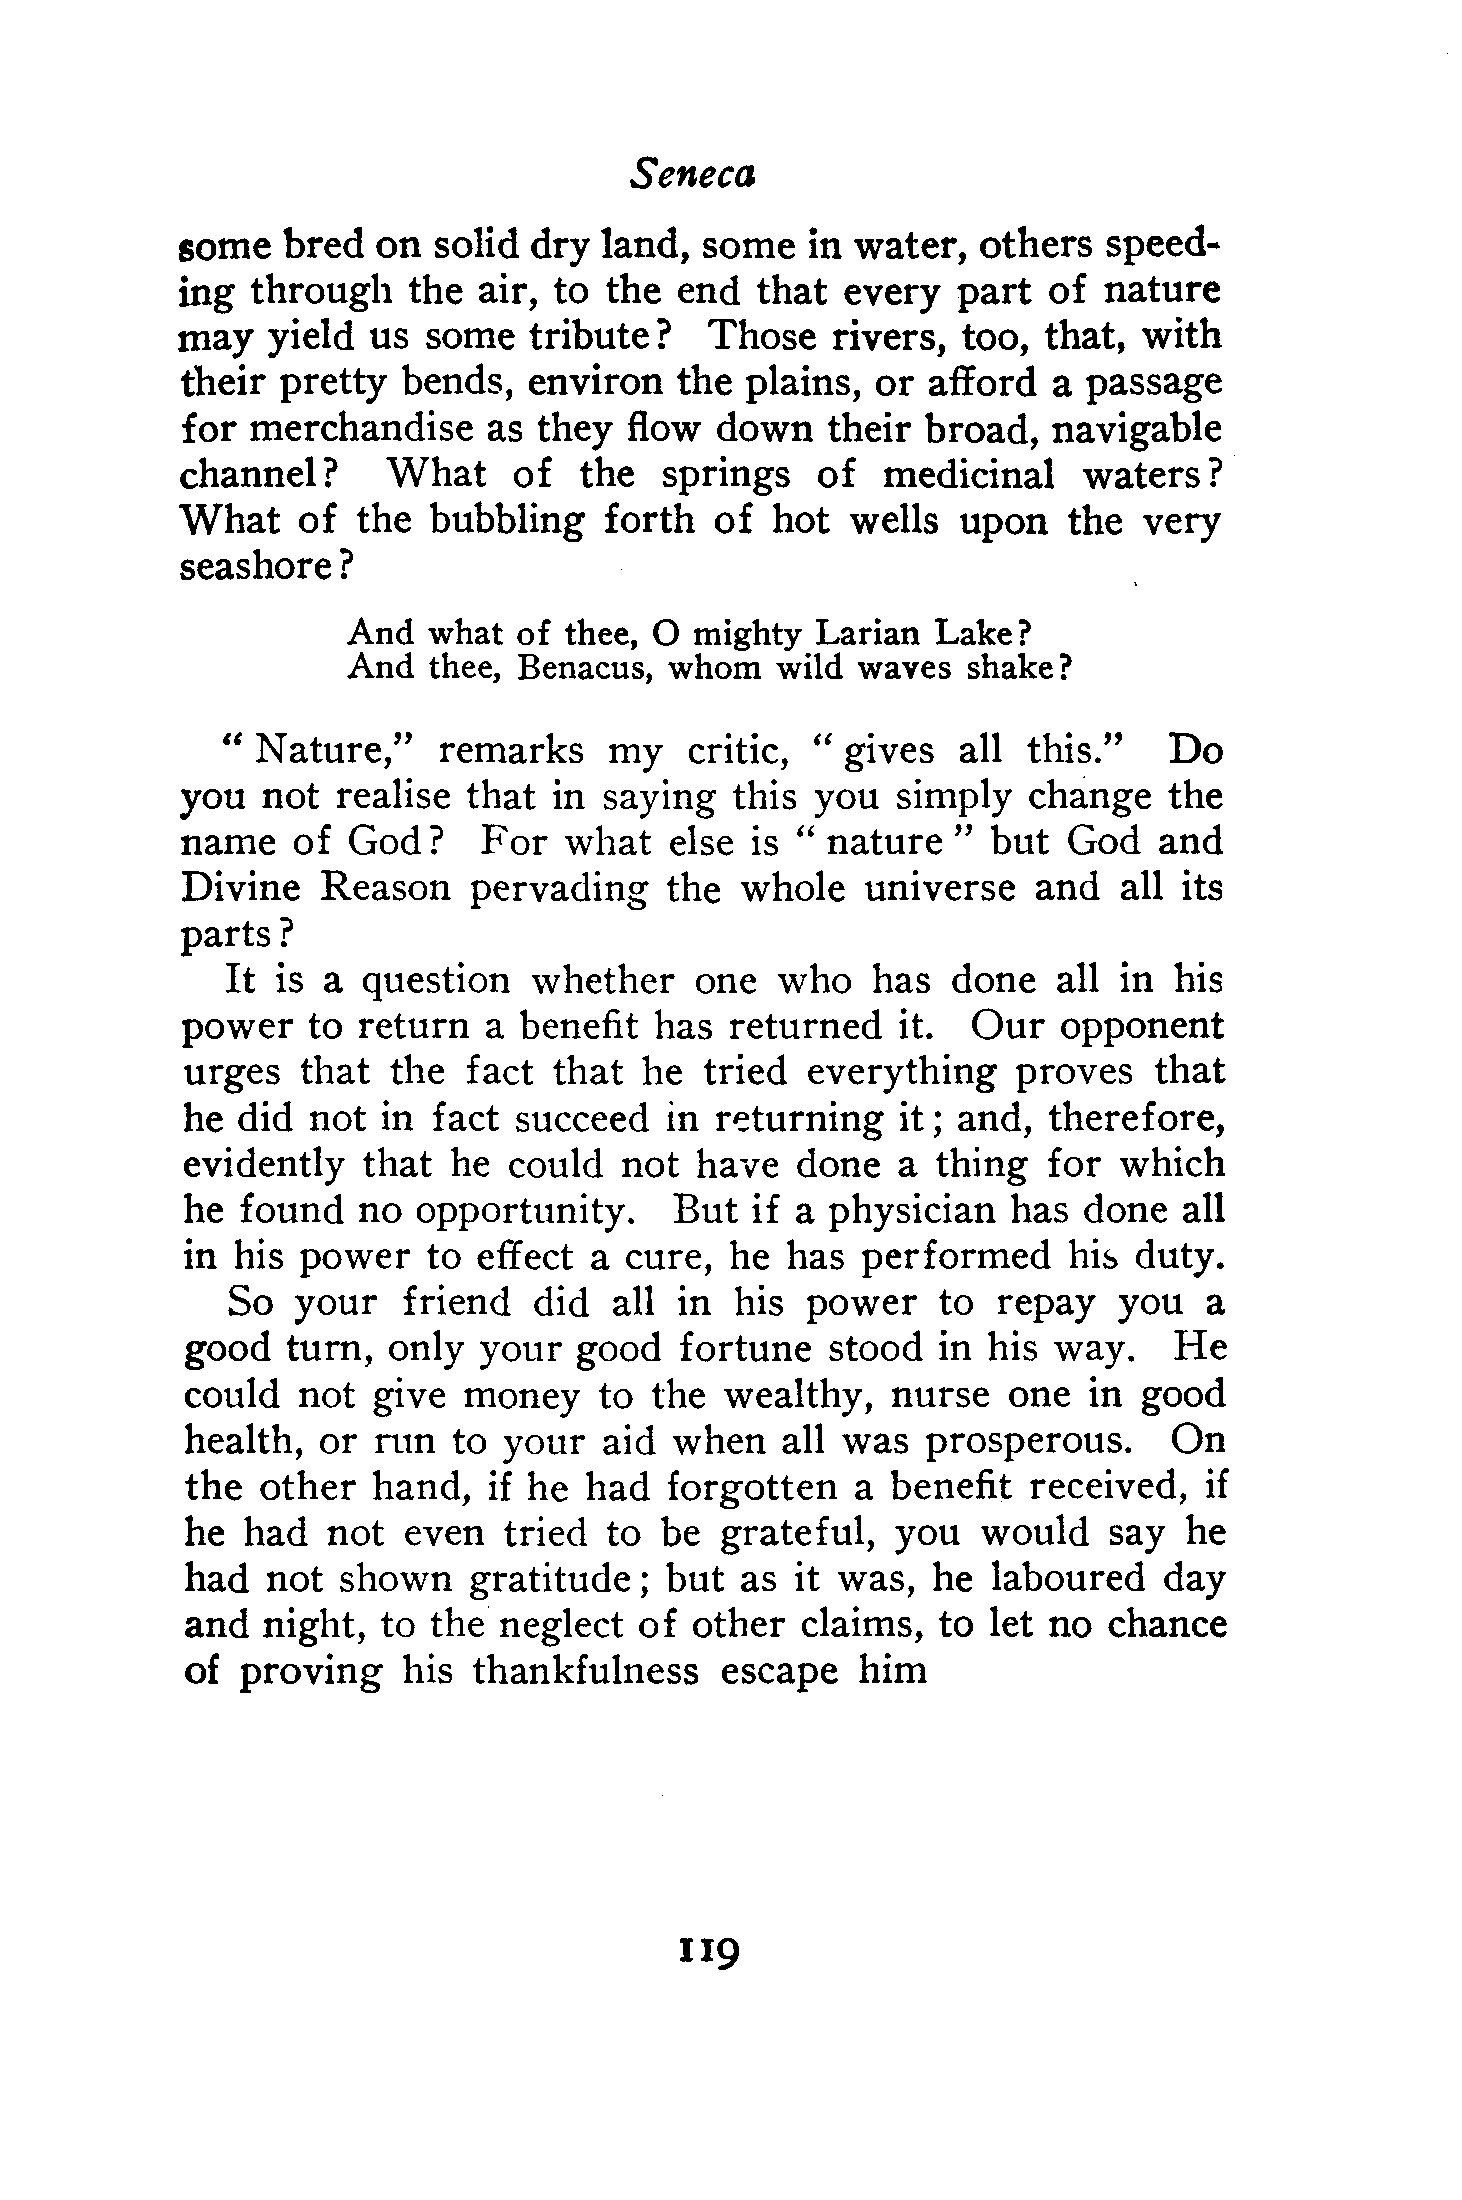 Seneca
some bred on solid dry land, some in water, others speed-
ing through the air, to the end that every part of nature
may yield us some tribute? Those rivers, too, that, with
their pretty bends, environ the plains, or afford a passage
for merchandise as they flow down their broad, navigable
channel? What of the springs of medicinal waters?
What of the bubbling forth of hot wells upon the very
seashore?
And what of thee, O mighty Larian Lake?
And thee, Benacus, whom wild waves shake?
“ Nature,” remarks my critic, “ gives all this.” Do
you not realise that in saying this you simply change the
name of God? For what else is “ nature ” but God and
Divine Reason pervading the whole universe and all its
parts?
It is a question whether one who has done all in his
power to return a benefit has returned it. Our opponent
urges that the fact that he tried everything proves that
he did not in fact succeed in returning it; and, therefore,
evidently that he could not have done a thing for which
he found no opportunity. But if a physician has done all
in his power to effect a cure, he has performed his duty.
So your friend did all in his power to repay you a
good turn, only your good fortune stood in his way. He
could not give money to the wealthy, nurse one in good
health, or run to your aid when all was prosperous. On
the other hand, if he had forgotten a benefit received, if
he had not even tried to be grateful, you would say he
had not shown gratitude; but as it was, he laboured day
and night, to the neglect of other claims, to let no chance
of proving his thankfulness escape him
119